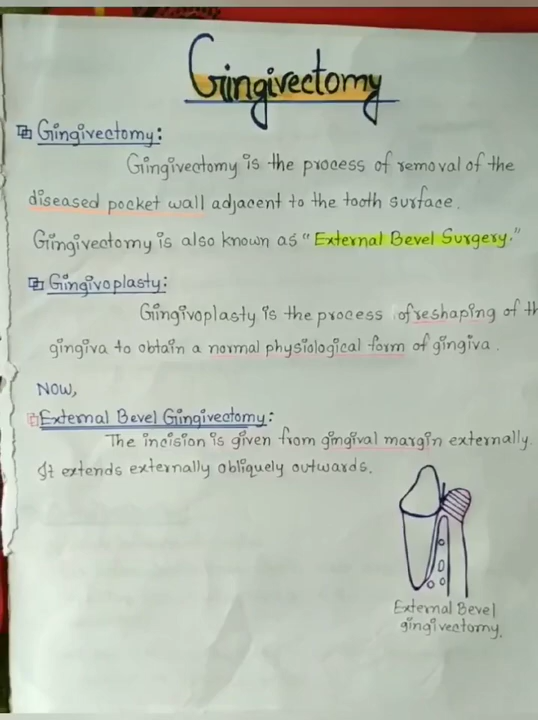 Gingivectomy
Gingivectomy:
Gingivectomy is the process of removal of the
diseased pocket wall adjacent to the tooth surface.
Gingivectomy is also known as "External Bevel Surgery."
Gingivoplasty:
Gingivoplasty is the process of reshaping of th
gingiva to obtain a normal physiological form of gingiva.
NOW,
External Bevel Gingivectomy:
The incision is given from gingival margin externally.
It extends externally obliquely outwards.
External Bevel
gingivectomy.